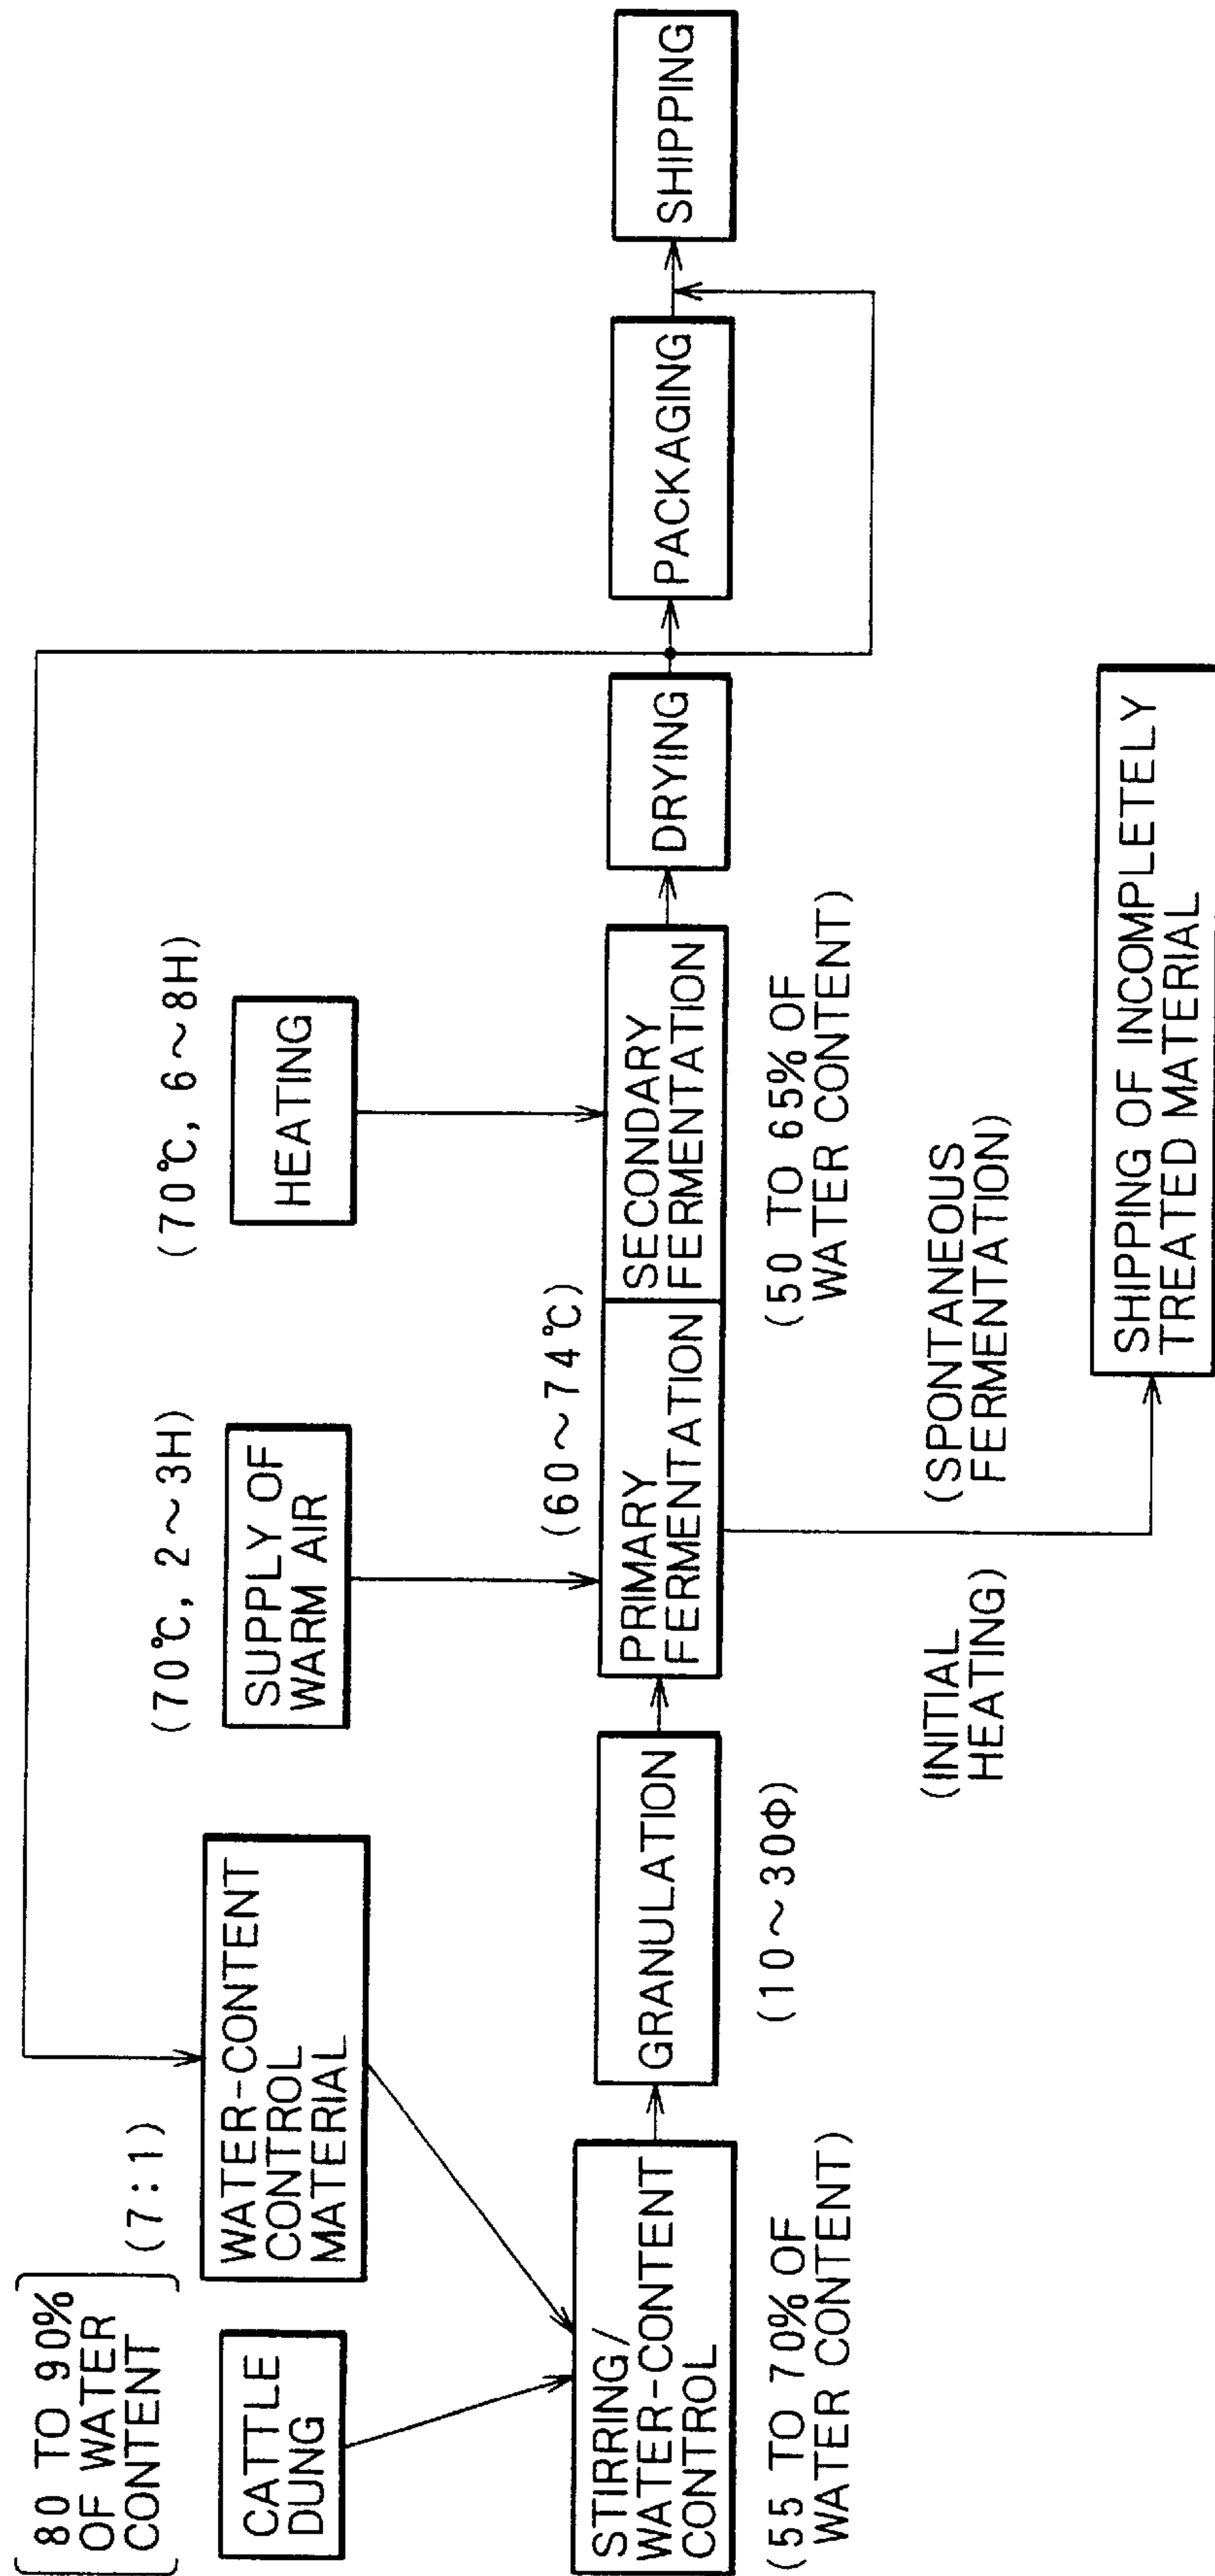 80 TO 90%
OF WATER
CONTENT
(7:1)
(70℃, 2～3H)
(70℃, 6～8H)
CATTLE
DUNG
WATER-CONTENT
CONTROL
MATERIAL
SUPPLY OF
WARM AIR
HEATING
(60～74℃)
STIRRING/
WATER-CONTENT
CONTROL
GRANULATION
PRIMARY
FERMENTATION
SECONDARY
FERMENTATION
DRYING
PACKAGING
SHIPPING
(55 TO 70% OF
WATER CONTENT)
(10～30Φ)
(50 TO 65% OF
WATER CONTENT)
(INITIAL
HEATING)
(SPONTANEOUS
FERMENTATION)
SHIPPING OF INCOMPLETELY
TREATED MATERIAL